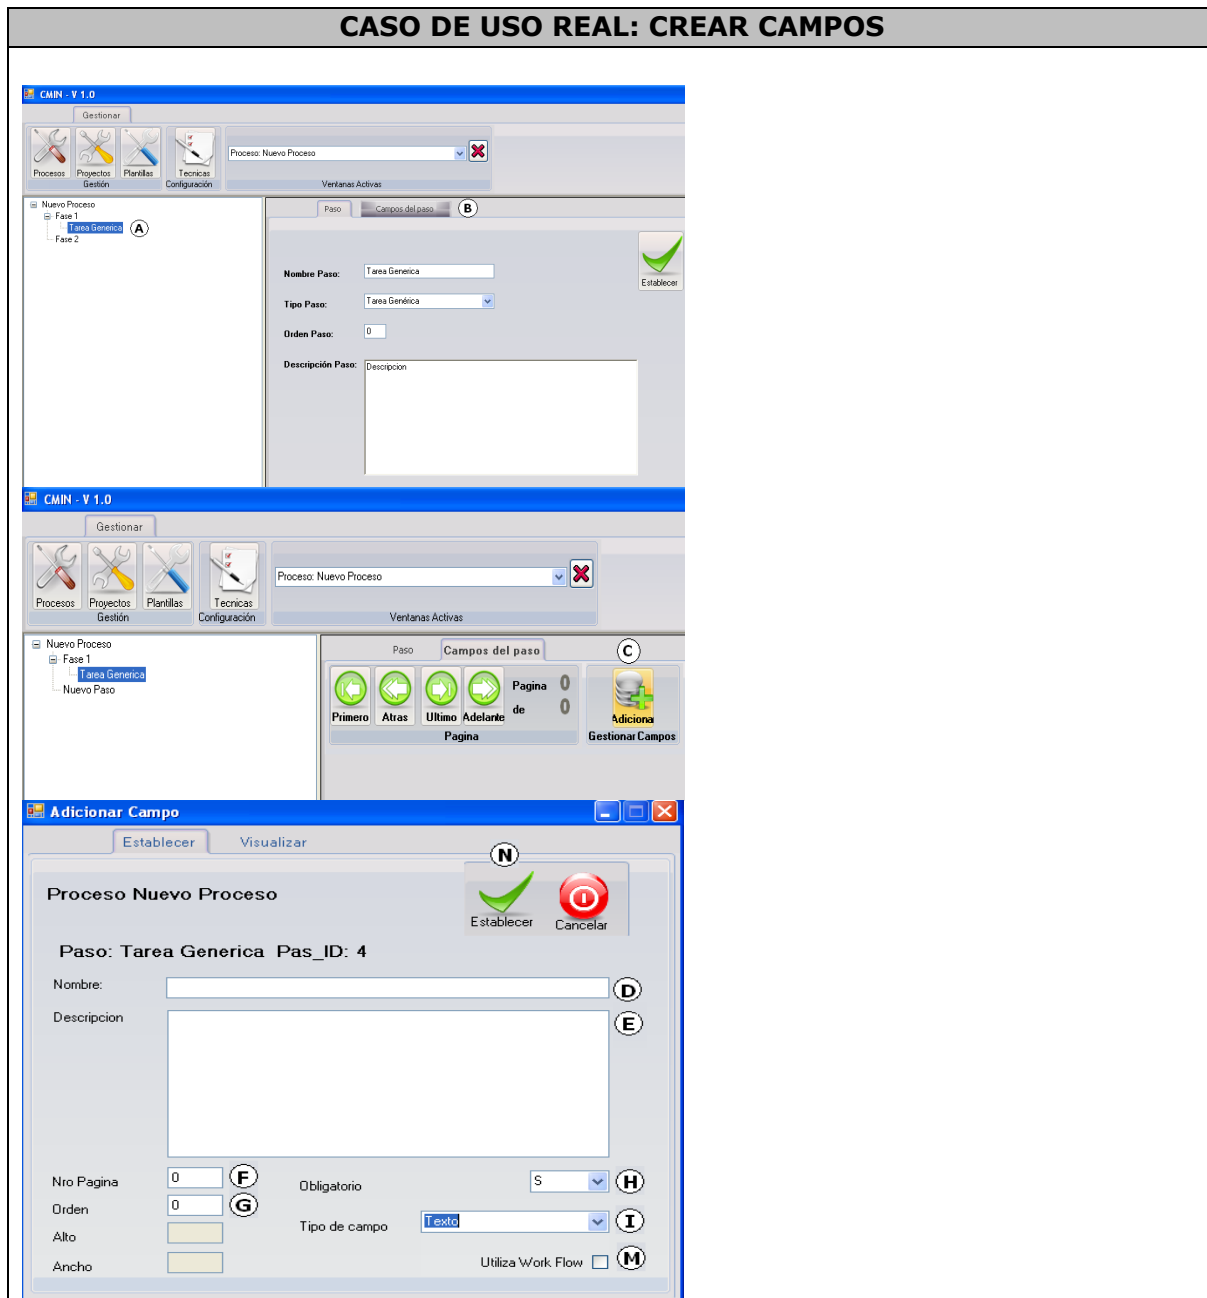 CASO DE USO REAL: CREAR CAMPOS
CMIN - V 1.0
Gestionar
Procesos Proyectos Plantillas Tecnicas
Gestión Configuración
Proceso: Nuevo Proceso
Ventanas Activas
Nuevo Proceso
Fase 1
Tarea Generica A
Fase 2
Paso Campos del paso B
Nombre Paso: Tarea Generica
Establecer
Tipo Paso: Tarea Genérica
Orden Paso: 0
Descripción Paso: Descripcion
CMIN - V 1.0
Gestionar
Procesos Proyectos Plantillas Tecnicas
Gestión Configuración
Proceso: Nuevo Proceso
Ventanas Activas
Nuevo Proceso
Fase 1
Tarea Generica
Nuevo Paso
Paso Campos del paso C
Pagina 0
de 0
Primero Atras Ultimo Adelante Adiciona
Pagina Gestionar Campos
Adicionar Campo
Establecer Visualizar
N
Proceso Nuevo Proceso
Establecer Cancelar
Paso: Tarea Generica Pas_ID: 4
Nombre: D
Descripcion E
Nro Pagina 0 F Obligatorio S H
Orden 0 G
Tipo de campo Texto I
Alto
Ancho Utiliza Work Flow M